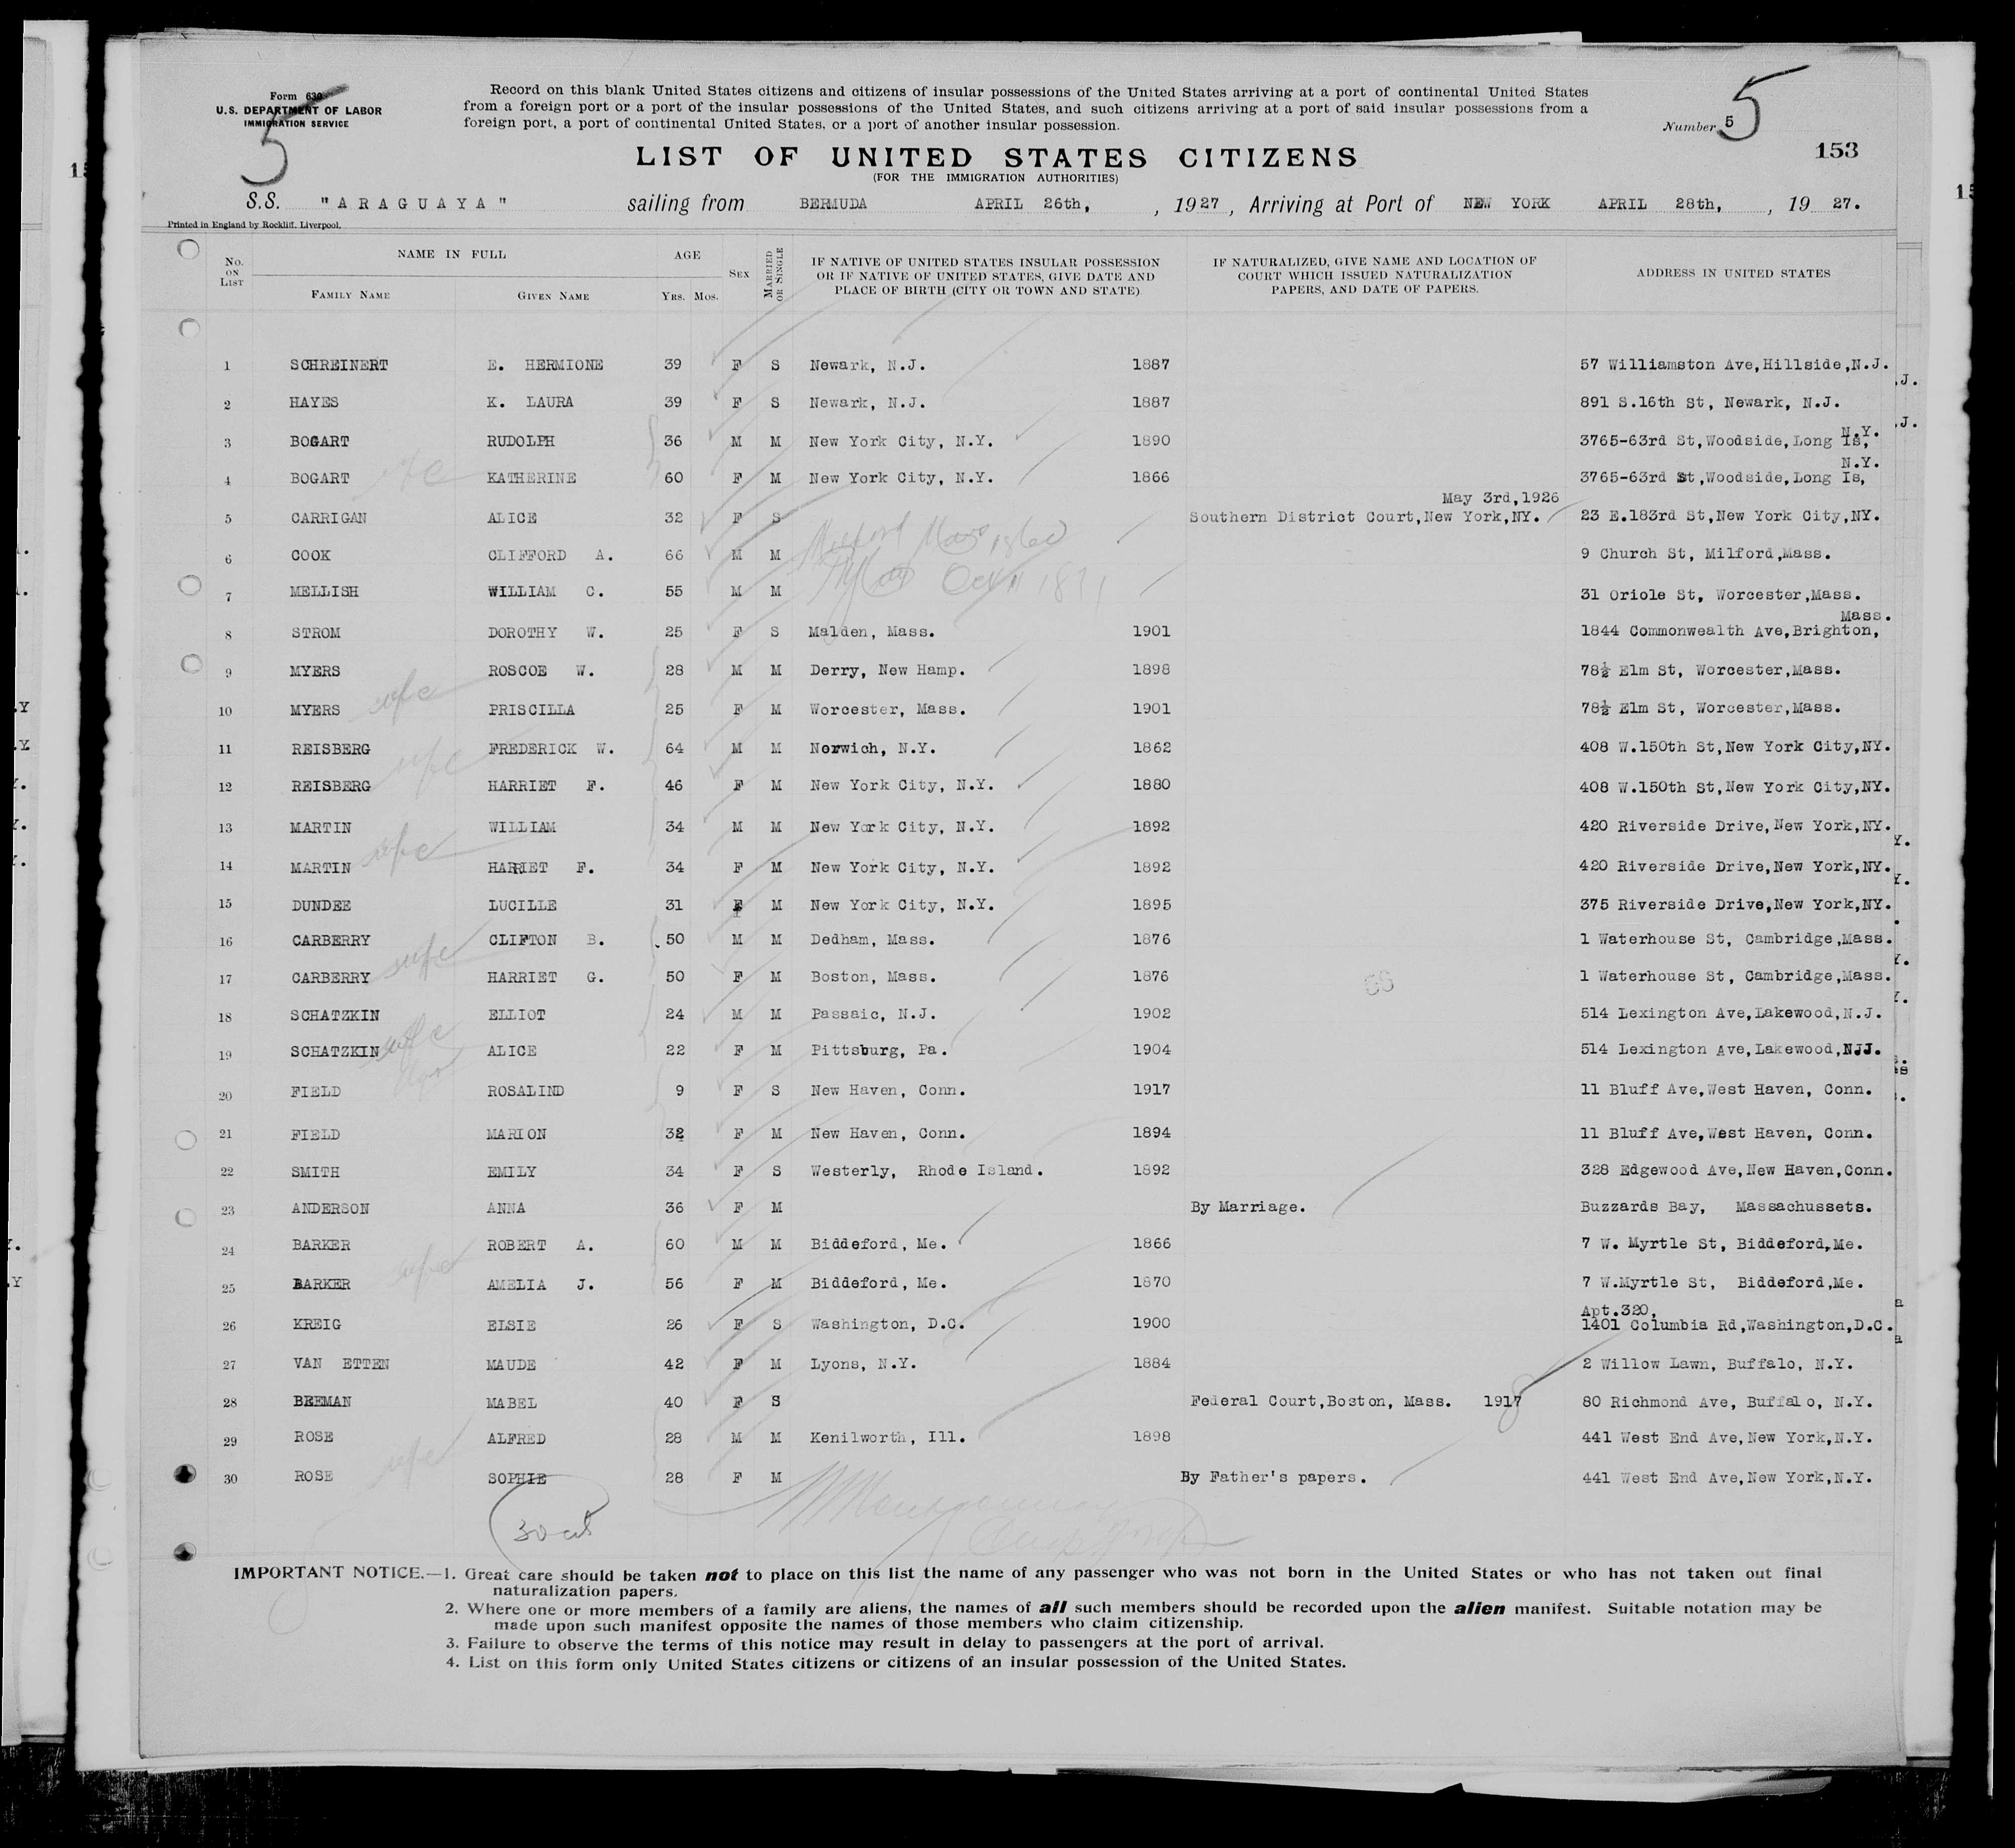 Form 630
U.S. DEPARTMENT OF LABOR
IMMIGRATION SERVICE
5
Record on this blank United States citizens and citizens of insular possessions of the United States arriving at a port of continental United States
from a foreign port or a port of the insular possessions of the United States, and such citizens arriving at a port of said insular possessions from a
foreign port, a port of continental United States, or a port of another insular possession.
Number 5
5
153
LIST OF UNITED STATES CITIZENS
(FOR THE IMMIGRATION AUTHORITIES)
S.S. "ARAGUAYA" sailing from BERMUDA APRIL 26th, , 1927, Arriving at Port of NEW YORK APRIL 28th, , 19 27.
Printed in England by Rockliff, Liverpool.
No. ON LIST NAME IN FULL FAMILY NAME GIVEN NAME AGE YRS. MOS. SEX MARRIED OR SINGLE IF NATIVE OF UNITED STATES INSULAR POSSESSION OR IF NATIVE OF UNITED STATES, GIVE DATE AND PLACE OF BIRTH (CITY OR TOWN AND STATE) IF NATURALIZED, GIVE NAME AND LOCATION OF COURT WHICH ISSUED NATURALIZATION PAPERS, AND DATE OF PAPERS. ADDRESS IN UNITED STATES
1 SCHREINERT E. HERMIONE 39 F S Newark, N.J. 1887 57 Williamston Ave,Hillside,N.J.
2 HAYES K. LAURA 39 F S Newark, N.J. 1887 891 S.16th St, Newark, N.J.
3 BOGART RUDOLPH 36 M M New York City, N.Y. 1890 3765-63rd St,Woodside,Long Is, N.Y.
4 BOGART wfe KATHERINE 60 F M New York City, N.Y. 1866 3765-63rd St,Woodside,Long Is, N.Y.
May 3rd,1926
5 CARRIGAN ALICE 32 F S Southern District Court,New York,NY. 23 E.183rd St,New York City,NY.
6 COOK CLIFFORD A. 66 M M Milford Mass 1860 9 Church St, Milford,Mass.
7 MELLISH WILLIAM C. 55 M M Oct 11 1871 31 Oriole St, Worcester,Mass.
8 STROM DOROTHY W. 25 F S Malden, Mass. 1901 1844 Commonwealth Ave,Brighton, Mass.
9 MYERS ROSCOE W. 28 M M Derry, New Hamp. 1898 78½ Elm St, Worcester,Mass.
10 MYERS wfe PRISCILLA 25 F M Worcester, Mass. 1901 78½ Elm St, Worcester,Mass.
11 REISBERG FREDERICK W. 64 M M Norwich, N.Y. 1862 408 W.150th St,New York City,NY.
12 REISBERG wfe HARRIET F. 46 F M New York City, N.Y. 1880 408 W.150th St,New York City,NY.
13 MARTIN WILLIAM 34 M M New York City, N.Y. 1892 420 Riverside Drive,New York,NY.
14 MARTIN wfe HARRIET F. 34 F M New York City, N.Y. 1892 420 Riverside Drive,New York,NY.
15 DUNDEE LUCILLE 31 F M New York City, N.Y. 1895 375 Riverside Drive,New York,NY.
16 CARBERRY CLIFTON B. 50 M M Dedham, Mass. 1876 1 Waterhouse St, Cambridge,Mass.
17 CARBERRY wfe HARRIET G. 50 F M Boston, Mass. 1876 1 Waterhouse St, Cambridge,Mass.
18 SCHATZKIN ELLIOT 24 M M Passaic, N.J. 1902 514 Lexington Ave,Lakewood,N.J.
19 SCHATZKIN wfe ALICE 22 F M Pittsburg, Pa. 1904 514 Lexington Ave,Lakewood,NJJ.
20 FIELD ROSALIND 9 F S New Haven, Conn. 1917 11 Bluff Ave,West Haven, Conn.
21 FIELD MARION 32 F M New Haven, Conn. 1894 11 Bluff Ave,West Haven, Conn.
22 SMITH EMILY 34 F S Westerly, Rhode Island. 1892 328 Edgewood Ave,New Haven,Conn.
23 ANDERSON ANNA 36 F M By Marriage. Buzzards Bay, Massachussets.
24 BARKER ROBERT A. 60 M M Biddeford, Me. 1866 7 W. Myrtle St, Biddeford,Me.
25 BARKER wfe AMELIA J. 56 F M Biddeford, Me. 1870 7 W.Myrtle St, Biddeford,Me.
Apt.320,
26 KREIG ELSIE 26 F S Washington, D.C. 1900 1401 Columbia Rd,Washington,D.C.
27 VAN ETTEN MAUDE 42 F M Lyons, N.Y. 1884 2 Willow Lawn, Buffalo, N.Y.
28 BEEMAN MABEL 40 F S Federal Court,Boston, Mass. 1917 8 80 Richmond Ave, Buffalo, N.Y.
29 ROSE ALFRED 28 M M Kenilworth, Ill. 1898 441 West End Ave,New York,N.Y.
30 ROSE wfe SOPHIE 28 F M By Father's papers. 441 West End Ave,New York,N.Y.
IMPORTANT NOTICE.—1. Great care should be taken not to place on this list the name of any passenger who was not born in the United States or who has not taken out final
naturalization papers.
2. Where one or more members of a family are aliens, the names of all such members should be recorded upon the alien manifest. Suitable notation may be
made upon such manifest opposite the names of those members who claim citizenship.
3. Failure to observe the terms of this notice may result in delay to passengers at the port of arrival.
4. List on this form only United States citizens or citizens of an insular possession of the United States.